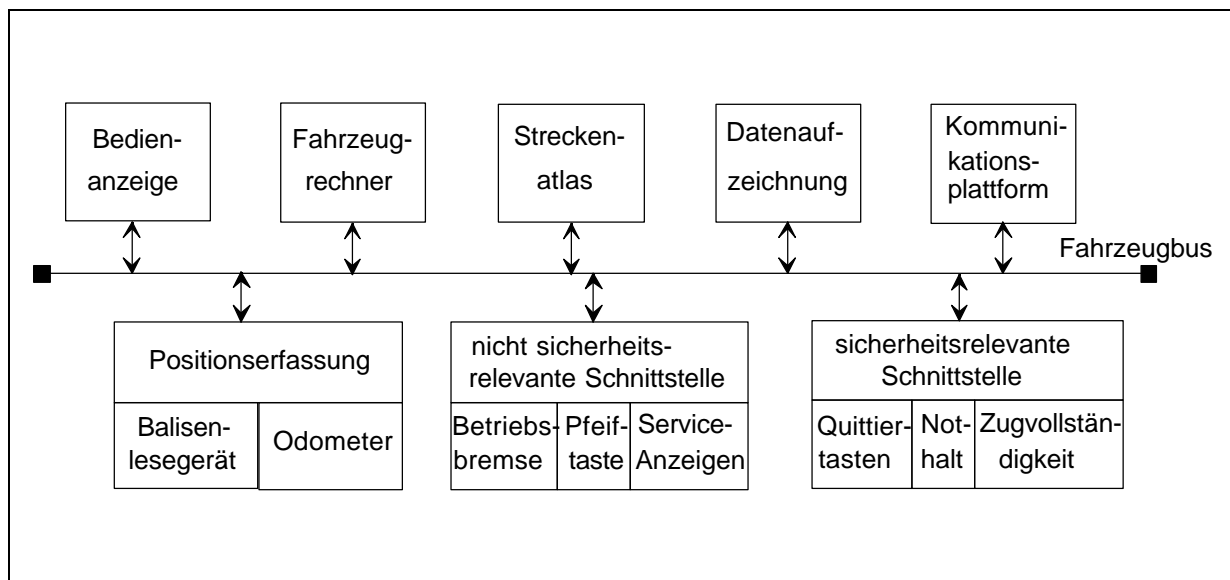 Bedien-
anzeige
Fahrzeug-
rechner
Strecken-
atlas
Datenauf-
zeichnung
Kommuni-
kations-
plattform
Fahrzeugbus
Positionserfassung
Balisen-
lesegerät
Odometer
nicht sicherheits-
relevante Schnittstelle
Betriebs-
bremse
Pfeif-
taste
Service-
Anzeigen
sicherheitsrelevante
Schnittstelle
Quittier-
tasten
Not-
halt
Zugvollstän-
digkeit